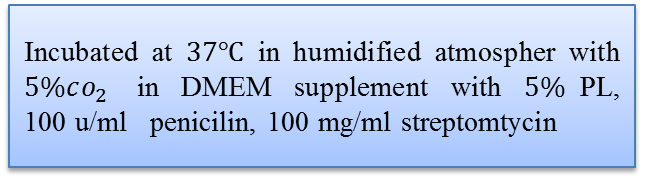 Incubated at 37°C in humidified atmospher with
5%co₂ in DMEM supplement with 5% PL,
100 u/ml penicilin, 100 mg/ml streptomtycin